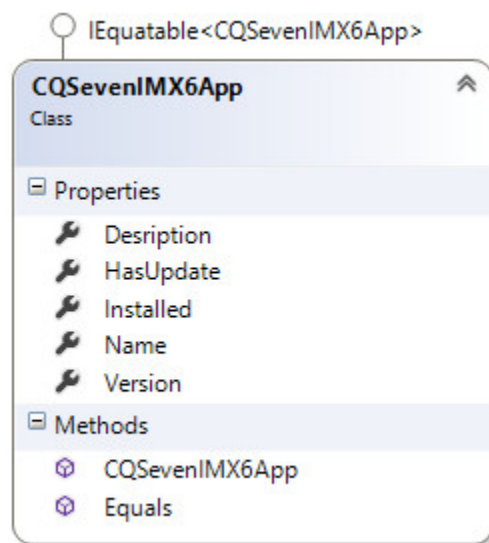 IEquatable<CQSevenIMX6App>
CQSevenIMX6App
Class
Properties
Desription
HasUpdate
Installed
Name
Version
Methods
CQSevenIMX6App
Equals